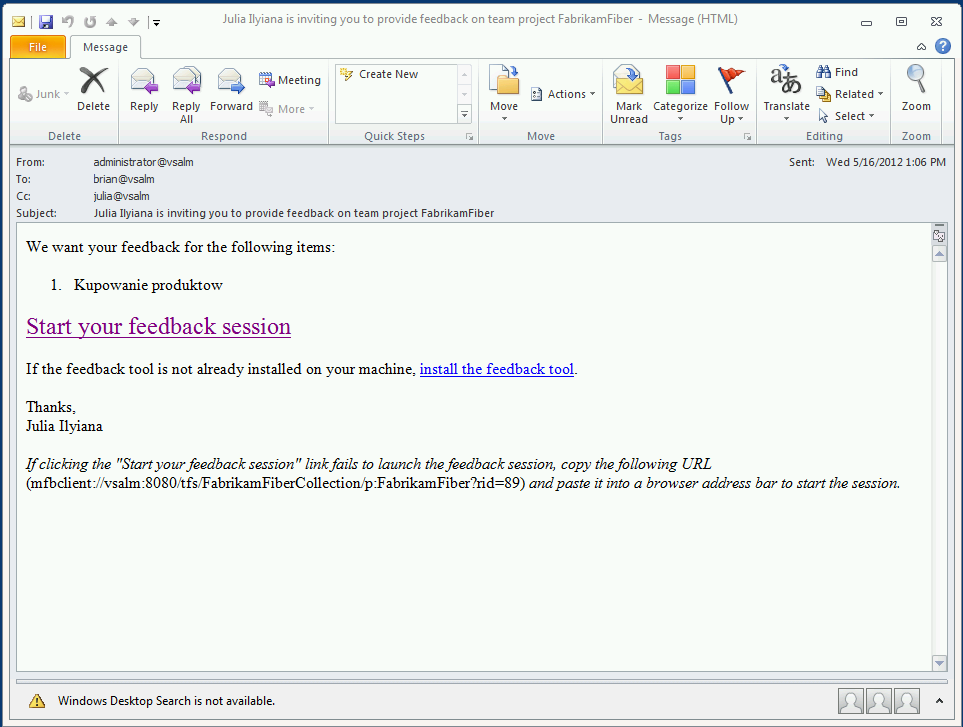 Julia Ilyiana is inviting you to provide feedback on team project FabrikamFiber - Message (HTML)
File Message
Junk Delete Reply Reply All Forward Meeting More Create New Move Actions Mark Unread Categorize Follow Up Translate Find Related Select Zoom
Delete Respond Quick Steps Move Tags Editing Zoom
From: administrator@vsalm Sent: Wed 5/16/2012 1:06 PM
To: brian@vsalm
Cc: julia@vsalm
Subject: Julia Ilyiana is inviting you to provide feedback on team project FabrikamFiber
We want your feedback for the following items:
1. Kupowanie produktow
Start your feedback session
If the feedback tool is not already installed on your machine, install the feedback tool.
Thanks,
Julia Ilyiana
If clicking the "Start your feedback session" link fails to launch the feedback session, copy the following URL
(mfbclient://vsalm:8080/tfs/FabrikamFiberCollection/p:FabrikamFiber?rid=89) and paste it into a browser address bar to start the session.
Windows Desktop Search is not available.